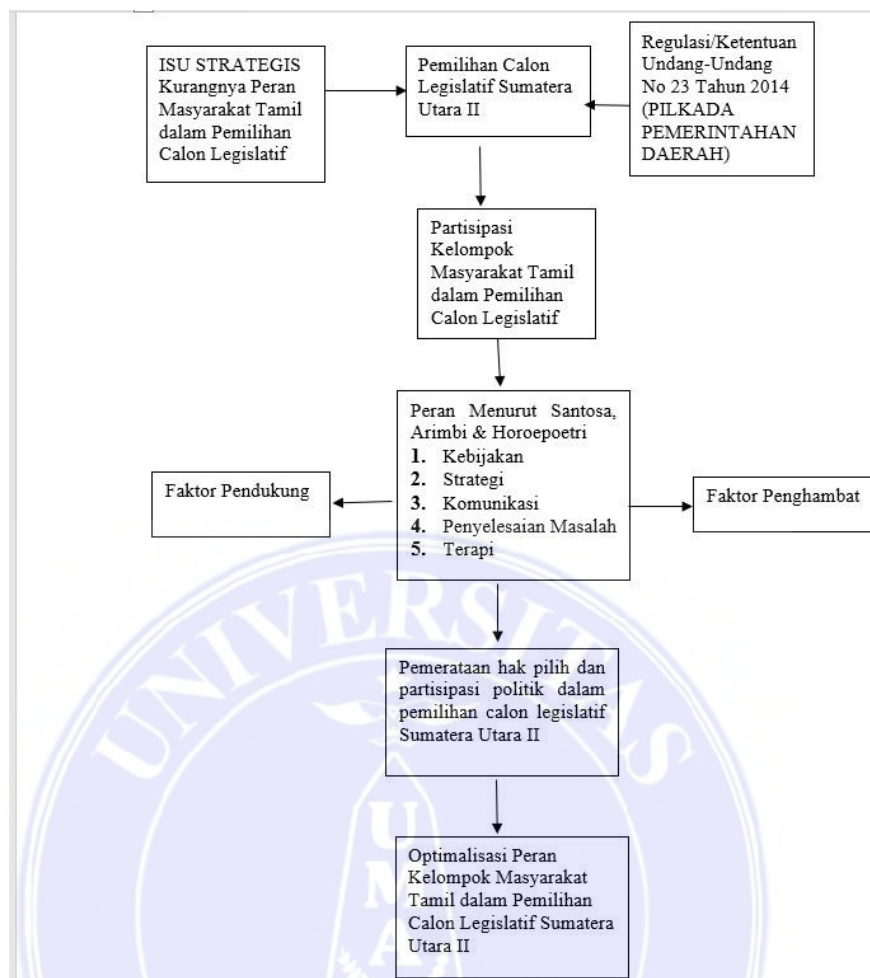 ISU STRATEGIS
Kurangnya Peran
Masyarakat Tamil
dalam Pemilihan
Calon Legislatif
Pemilihan Calon
Legislatif Sumatera
Utara II
Regulasi/Ketentuan
Undang-Undang
No 23 Tahun 2014
(PILKADA
PEMERINTAHAN
DAERAH)
Partisipasi
Kelompok
Masyarakat Tamil
dalam Pemilihan
Calon Legislatif
Peran Menurut Santosa,
Arimbi & Horoepoetri
1. Kebijakan
2. Strategi
3. Komunikasi
4. Penyelesaian Masalah
5. Terapi
Faktor Pendukung
Faktor Penghambat
Pemerataan hak pilih dan
partisipasi politik dalam
pemilihan calon legislatif
Sumatera Utara II
Optimalisasi Peran
Kelompok Masyarakat
Tamil dalam Pemilihan
Calon Legislatif Sumatera
Utara II
UNIVERSITAS
UMA